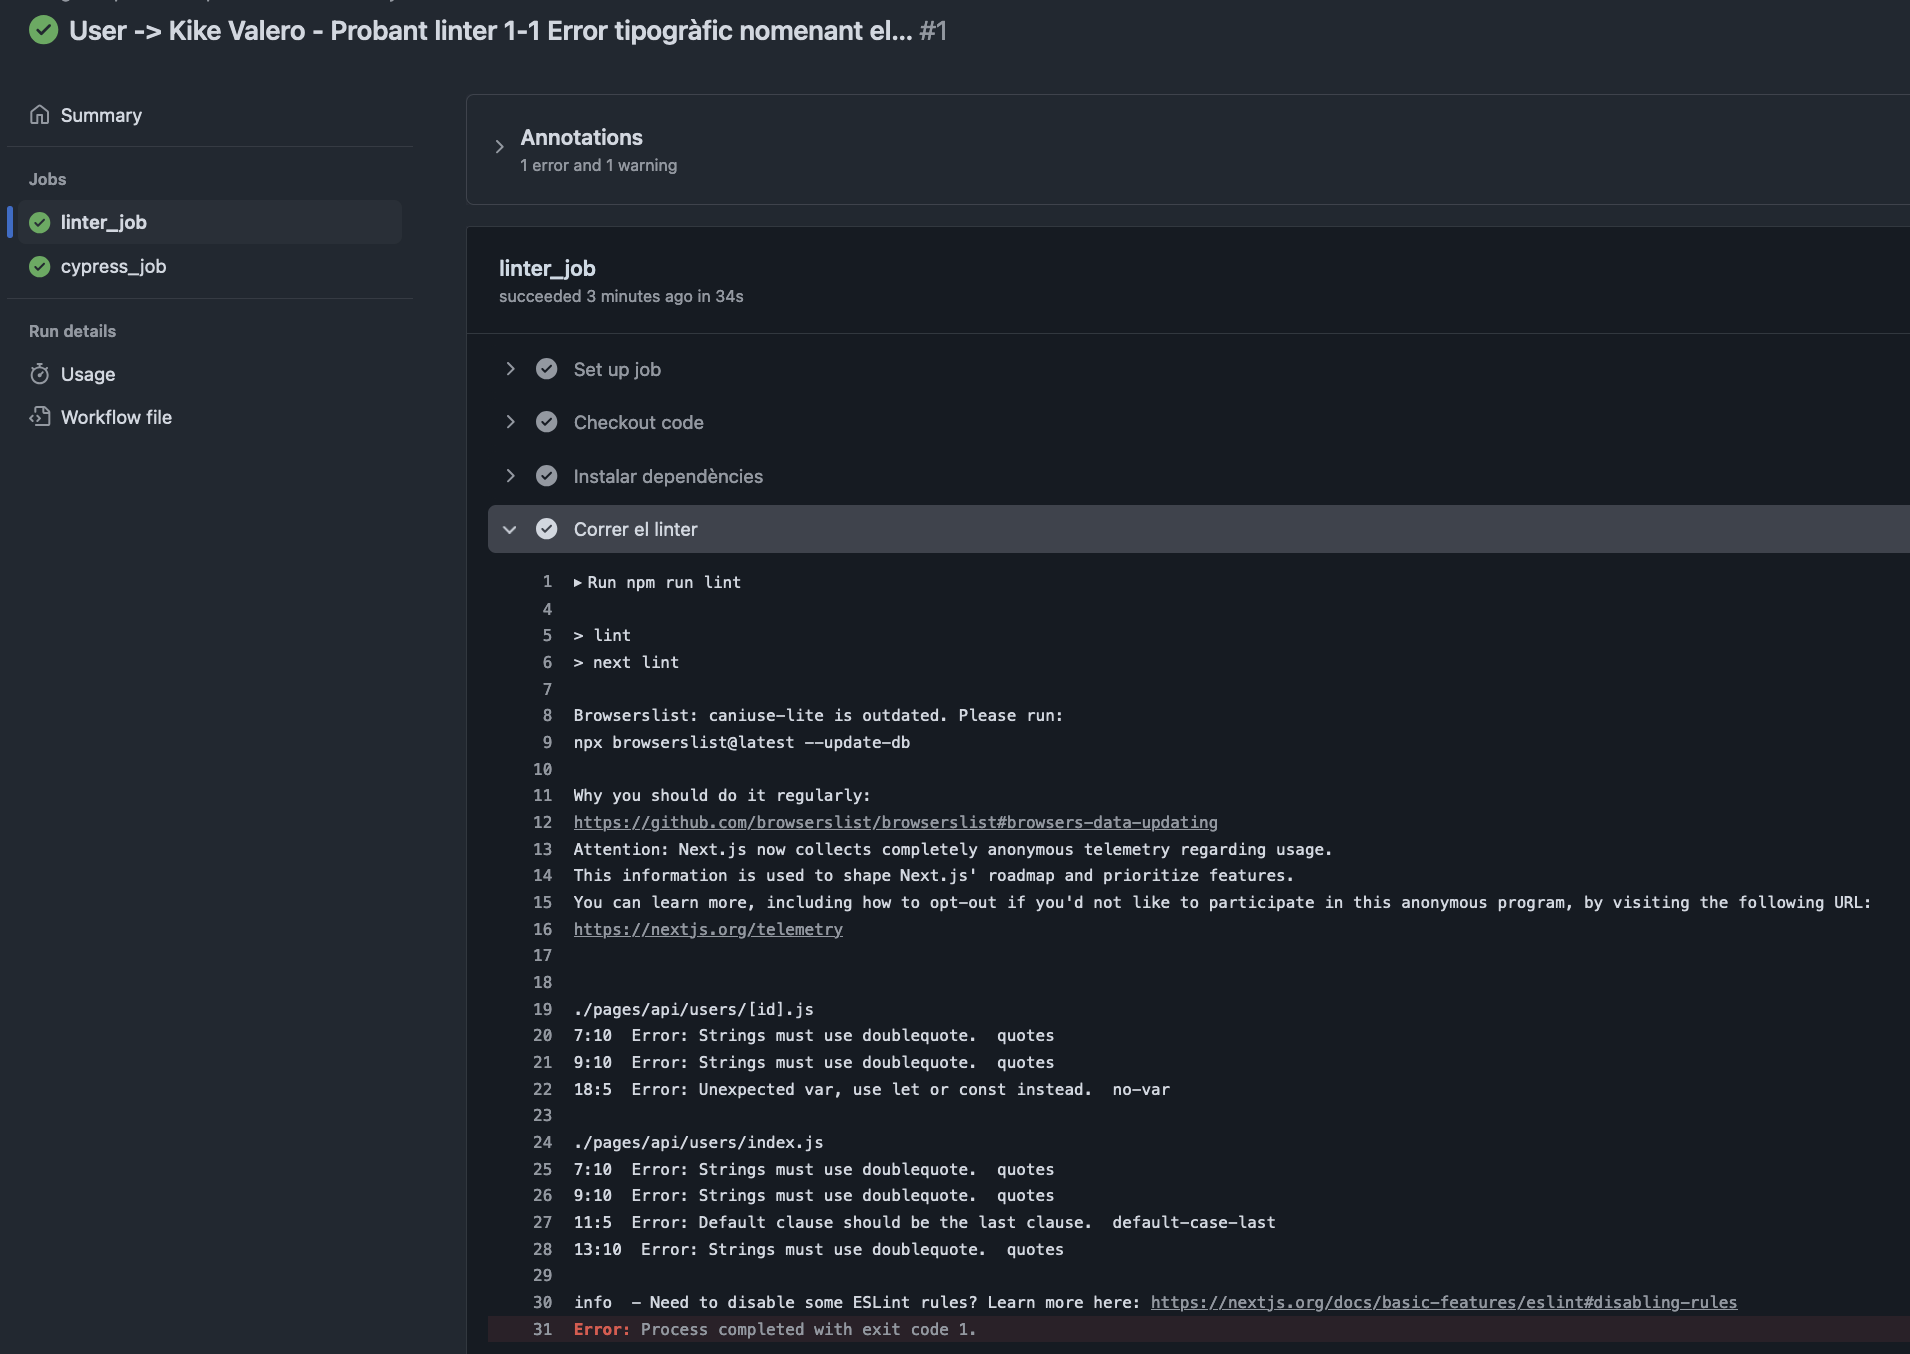 User -> Kike Valero - Probant linter 1-1 Error tipogràfic nomenant el... #1
Summary
Jobs
linter_job
cypress_job
Run details
Usage
Workflow file
Annotations
1 error and 1 warning
linter_job
succeeded 3 minutes ago in 34s
Set up job
Checkout code
Instalar dependències
Correr el linter
1 ▸ Run npm run lint
4
5 > lint
6 > next lint
7
8 Browserslist: caniuse-lite is outdated. Please run:
9 npx browserslist@latest --update-db
10
11 Why you should do it regularly:
12 https://github.com/browserslist/browserslist#browsers-data-updating
13 Attention: Next.js now collects completely anonymous telemetry regarding usage.
14 This information is used to shape Next.js' roadmap and prioritize features.
15 You can learn more, including how to opt-out if you'd not like to participate in this anonymous program, by visiting the following URL:
16 https://nextjs.org/telemetry
17
18
19 ./pages/api/users/[id].js
20 7:10  Error: Strings must use doublequote.  quotes
21 9:10  Error: Strings must use doublequote.  quotes
22 18:5  Error: Unexpected var, use let or const instead.  no-var
23
24 ./pages/api/users/index.js
25 7:10  Error: Strings must use doublequote.  quotes
26 9:10  Error: Strings must use doublequote.  quotes
27 11:5  Error: Default clause should be the last clause.  default-case-last
28 13:10  Error: Strings must use doublequote.  quotes
29
30 info  - Need to disable some ESLint rules? Learn more here: https://nextjs.org/docs/basic-features/eslint#disabling-rules
31 Error: Process completed with exit code 1.